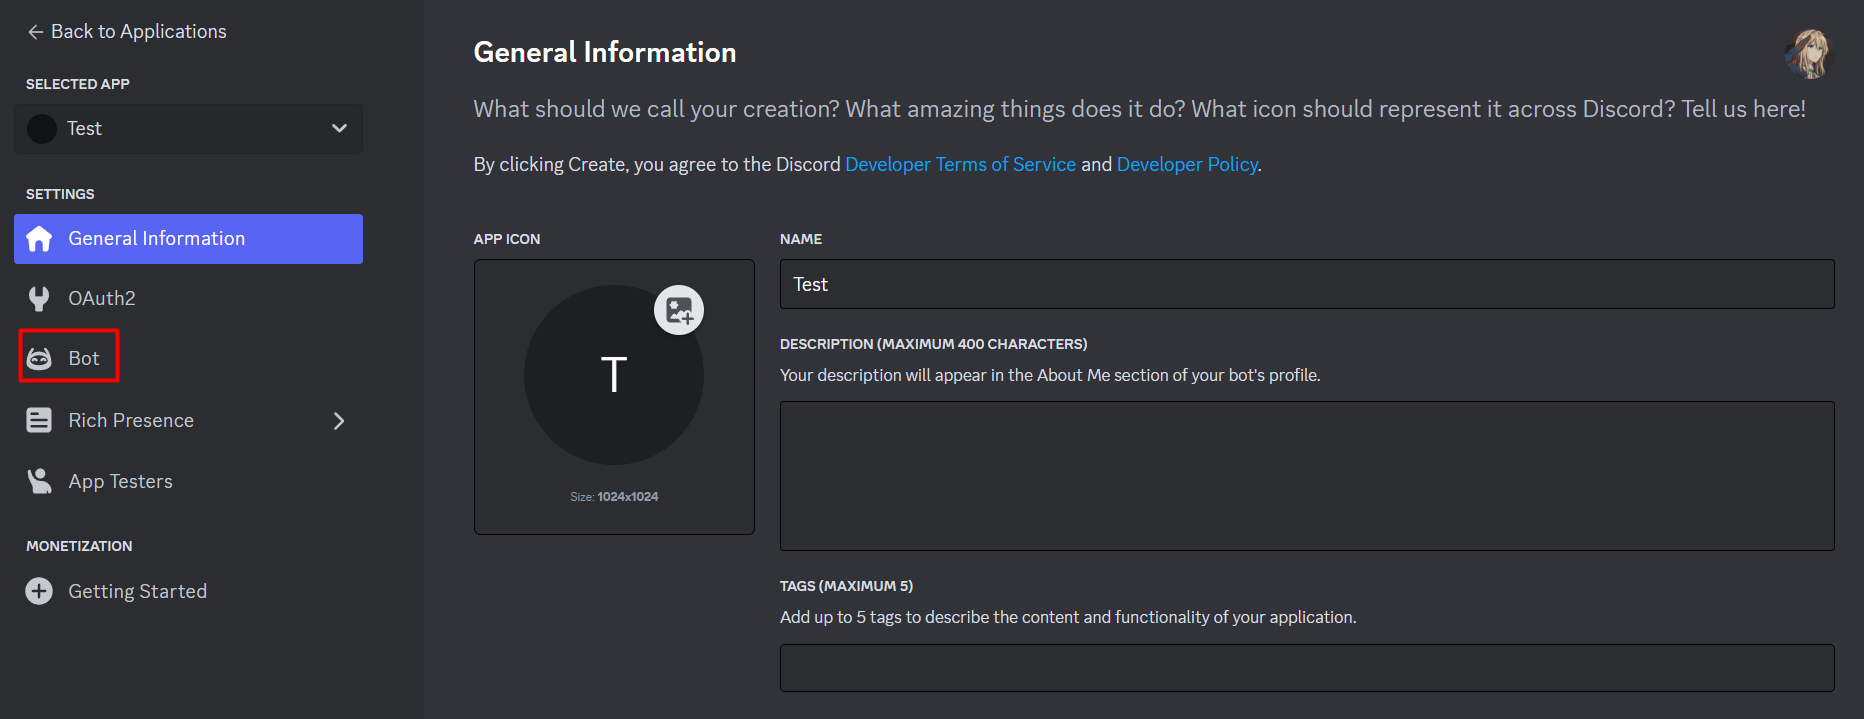 Back to Applications
SELECTED APP
Test
SETTINGS
General Information
OAuth2
Bot
Rich Presence
App Testers
MONETIZATION
Getting Started
General Information
What should we call your creation? What amazing things does it do? What icon should represent it across Discord? Tell us here!
By clicking Create, you agree to the Discord Developer Terms of Service and Developer Policy.
APP ICON
T
Size: 1024x1024
NAME
Test
DESCRIPTION (MAXIMUM 400 CHARACTERS)
Your description will appear in the About Me section of your bot's profile.
TAGS (MAXIMUM 5)
Add up to 5 tags to describe the content and functionality of your application.